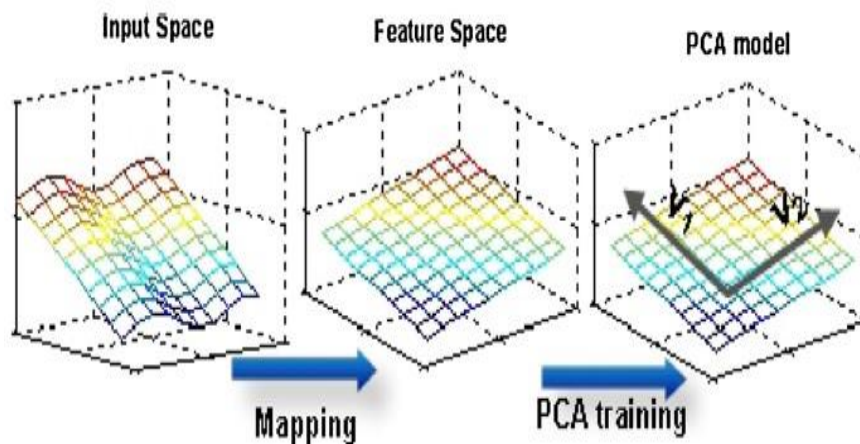 Input Space
Feature Space
PCA model
Mapping
PCA training